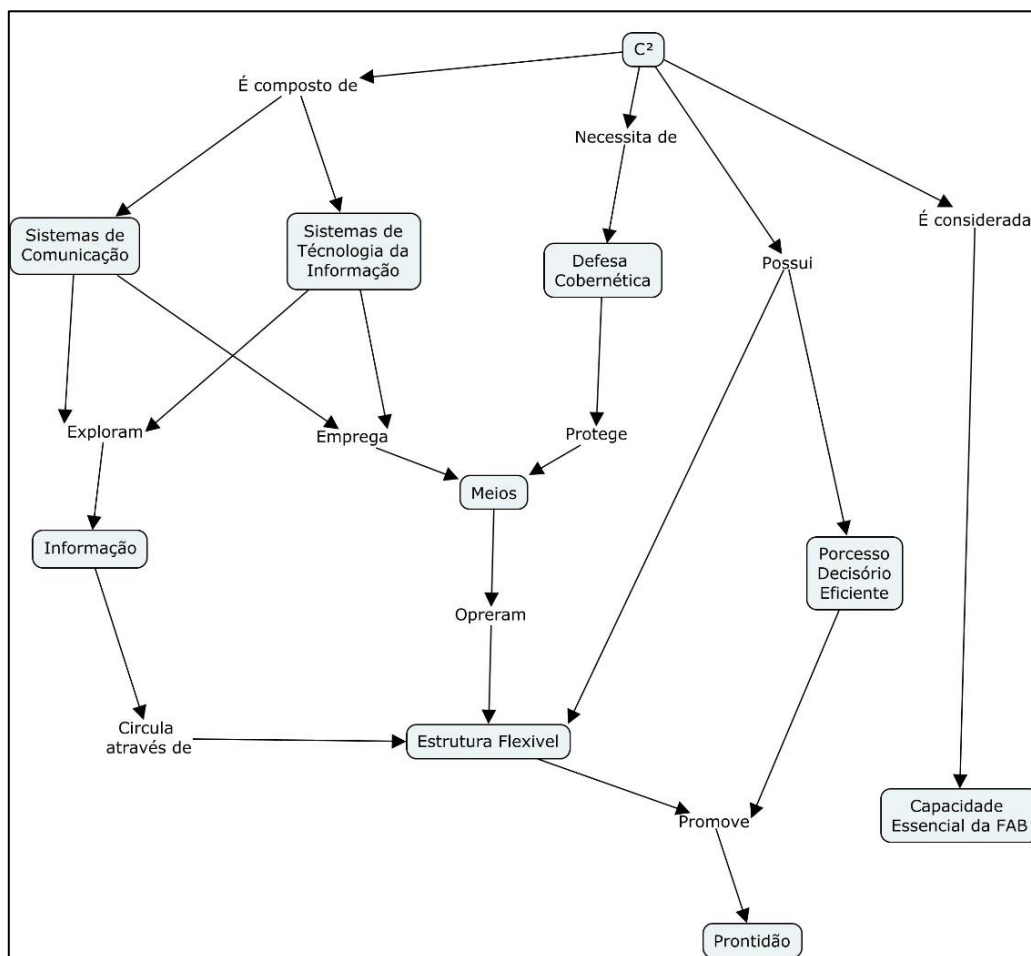 C²
É composto de
Necessita de
É considerada
Sistemas de
Comunicação
Sistemas de
Técnologia da
Informação
Defesa
Cobernética
Possui
Exploram
Emprega
Protege
Meios
Informação
Porcesso
Decisório
Eficiente
Opreram
Circula
através de
Estrutura Flexivel
Promove
Capacidade
Essencial da FAB
Prontidão